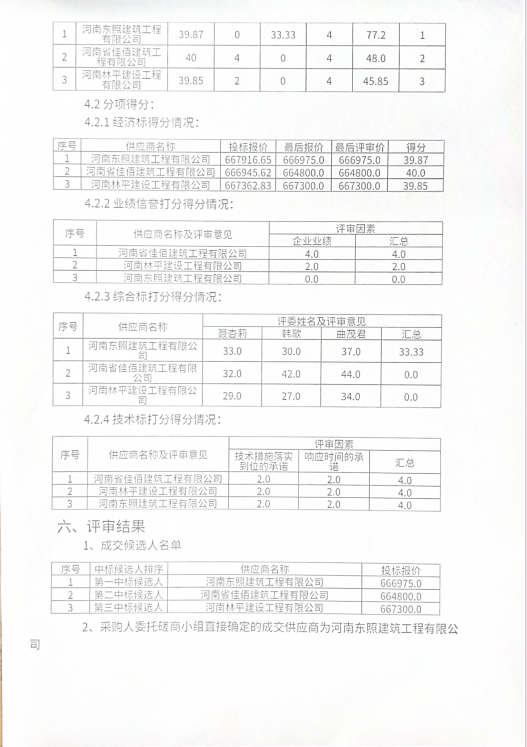 1 河南东照建筑工程有限公司 39.87 0 33.33 4 77.2 1
2 河南省佳佰建筑工程有限公司 40 4 0 4 48.0 2
3 河南林平建设工程有限公司 39.85 2 0 4 45.85 3
4.2 分项得分：
4.2.1 经济标得分情况：
序号 供应商名称 投标报价 最后报价 最后评审价 得分
1 河南东照建筑工程有限公司 667916.65 666975.0 666975.0 39.87
2 河南省佳佰建筑工程有限公司 666945.62 664800.0 664800.0 40.0
3 河南林平建设工程有限公司 667362.83 667300.0 667300.0 39.85
4.2.2 业绩信誉打分得分情况：
序号 供应商名称及评审意见 评审因素
企业业绩 汇总
1 河南省佳佰建筑工程有限公司 4.0 4.0
2 河南林平建设工程有限公司 2.0 2.0
3 河南东照建筑工程有限公司 0.0 0.0
4.2.3 综合标打分得分情况：
序号 供应商名称 评委姓名及评审意见
聂杏莉 韩歌 曲茂君 汇总
1 河南东照建筑工程有限公司 33.0 30.0 37.0 33.33
2 河南省佳佰建筑工程有限公司 32.0 42.0 44.0 0.0
3 河南林平建设工程有限公司 29.0 27.0 34.0 0.0
4.2.4 技术标打分得分情况：
序号 供应商名称及评审意见 评审因素
技术措施落实到位的承诺 响应时间的承诺 汇总
1 河南省佳佰建筑工程有限公司 2.0 2.0 4.0
2 河南林平建设工程有限公司 2.0 2.0 4.0
3 河南东照建筑工程有限公司 2.0 2.0 4.0
六、评审结果
1、成交候选人名单
序号 中标候选人排序 供应商名称 投标报价
1 第一中标候选人 河南东照建筑工程有限公司 666975.0
2 第二中标候选人 河南省佳佰建筑工程有限公司 664800.0
3 第三中标候选人 河南林平建设工程有限公司 667300.0
2、采购人委托磋商小组直接确定的成交供应商为河南东照建筑工程有限公
司